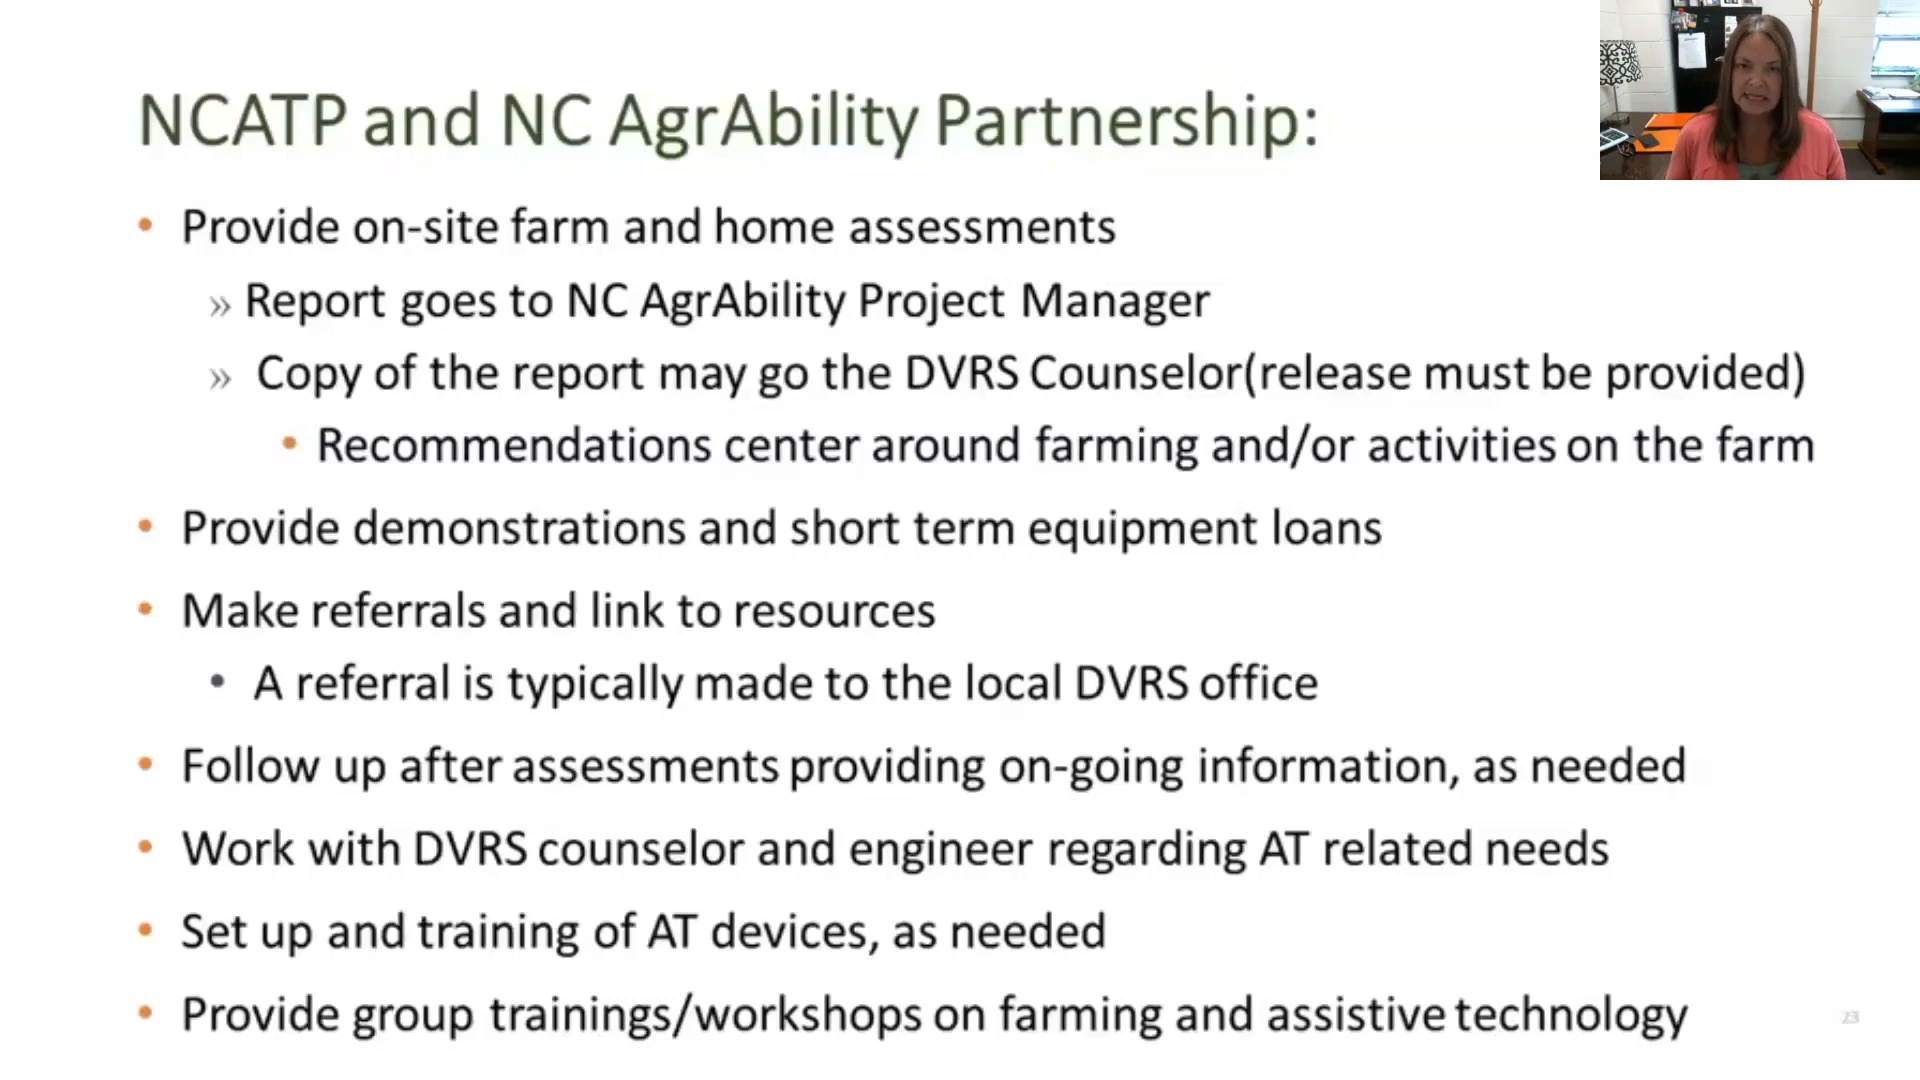 NCATP and NC AgrAbility Partnership:
• Provide on-site farm and home assessments
» Report goes to NC AgrAbility Project Manager
» Copy of the report may go the DVRS Counselor(release must be provided)
• Recommendations center around farming and/or activities on the farm
• Provide demonstrations and short term equipment loans
• Make referrals and link to resources
• A referral is typically made to the local DVRS office
• Follow up after assessments providing on-going information, as needed
• Work with DVRS counselor and engineer regarding AT related needs
• Set up and training of AT devices, as needed
• Provide group trainings/workshops on farming and assistive technology
23